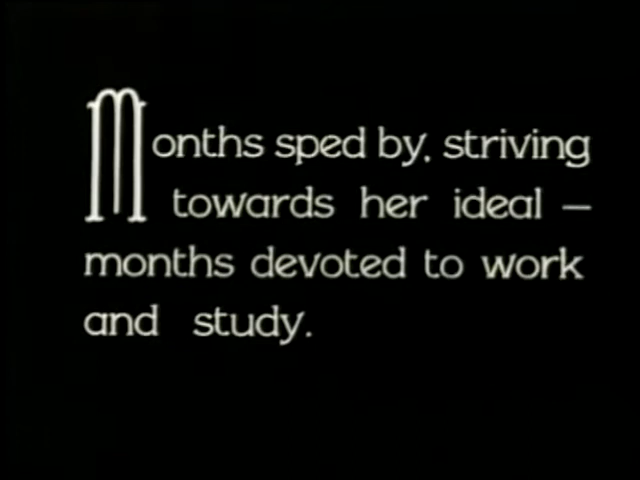 Months sped by, striving
towards her ideal —
months devoted to work
and study.